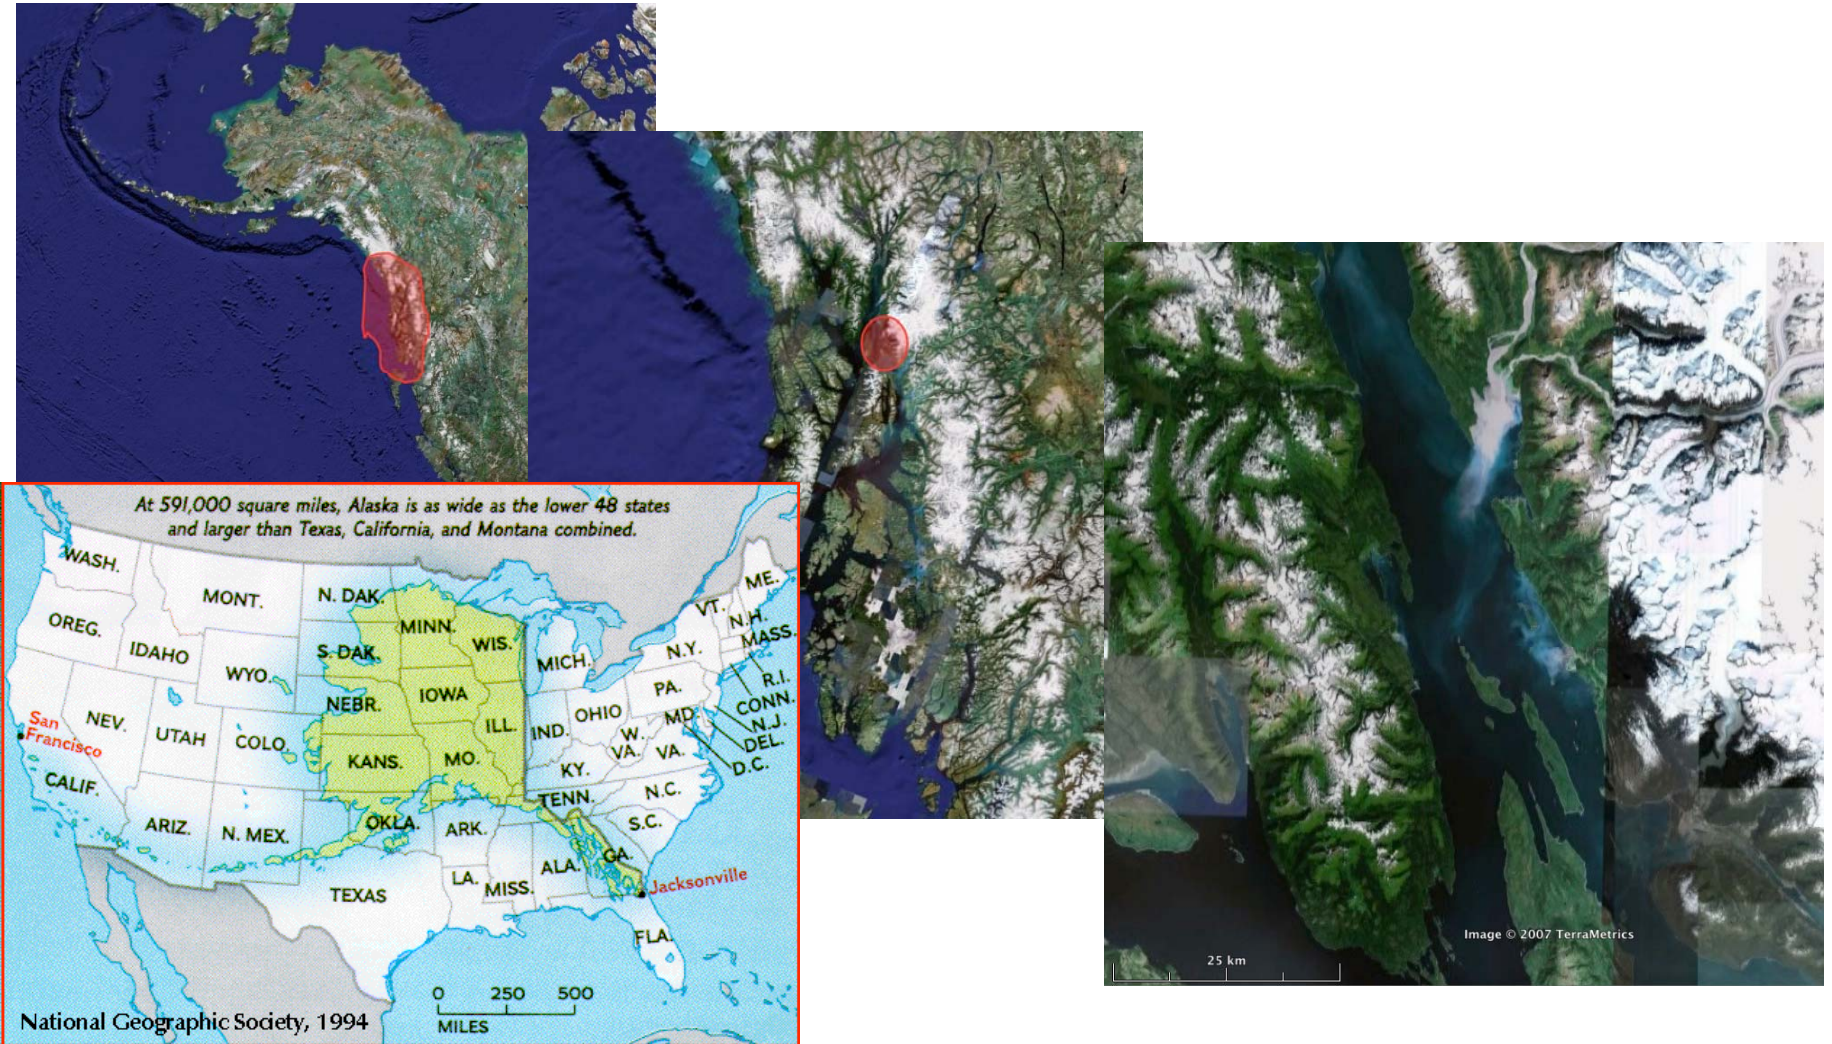 At 591,000 square miles, Alaska is as wide as the lower 48 states
and larger than Texas, California, and Montana combined.
WASH.
MONT.
N. DAK.
MINN.
ME.
VT.
N.H.
OREG.
IDAHO
S. DAK.
WIS.
MICH.
N.Y.
MASS.
WYO.
R.I.
NEBR.
IOWA
PA.
CONN.
San
Francisco
NEV.
UTAH
COLO.
ILL.
IND.
OHIO
MD.
N.J.
DEL.
W.
VA.
VA.
D.C.
KANS.
MO.
KY.
CALIF.
TENN.
N.C.
ARIZ.
N. MEX.
OKLA.
ARK.
S.C.
ALA.
GA.
LA.
MISS.
Jacksonville
TEXAS
FLA.
0 250 500
MILES
National Geographic Society, 1994
Image © 2007 TerraMetrics
25 km